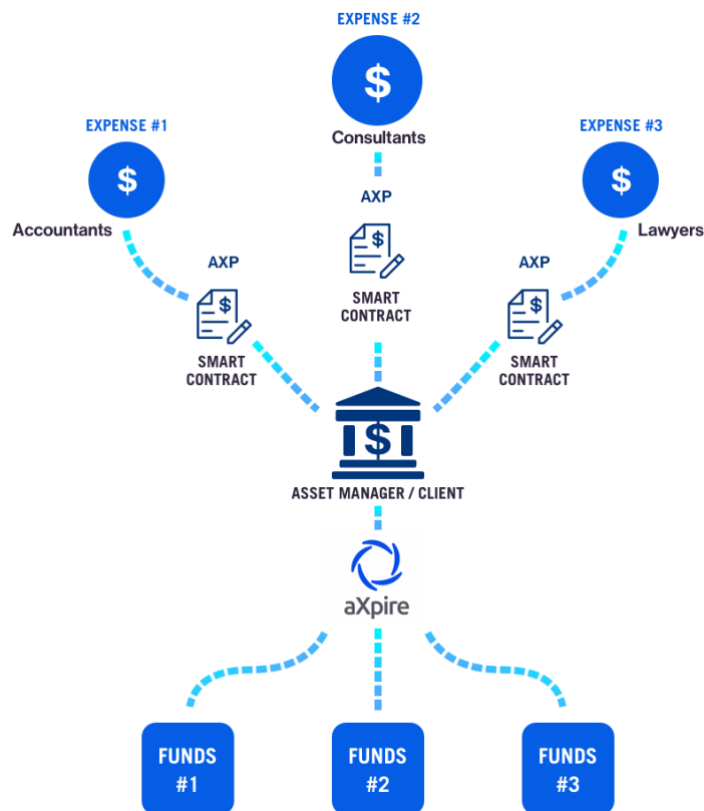 EXPENSE #2
$
Consultants
EXPENSE #1
$
Accountants
EXPENSE #3
$
Lawyers
AXP
$
SMART
CONTRACT
AXP
$
SMART
CONTRACT
AXP
$
SMART
CONTRACT
$
ASSET MANAGER / CLIENT
aXpire
FUNDS
#1
FUNDS
#2
FUNDS
#3